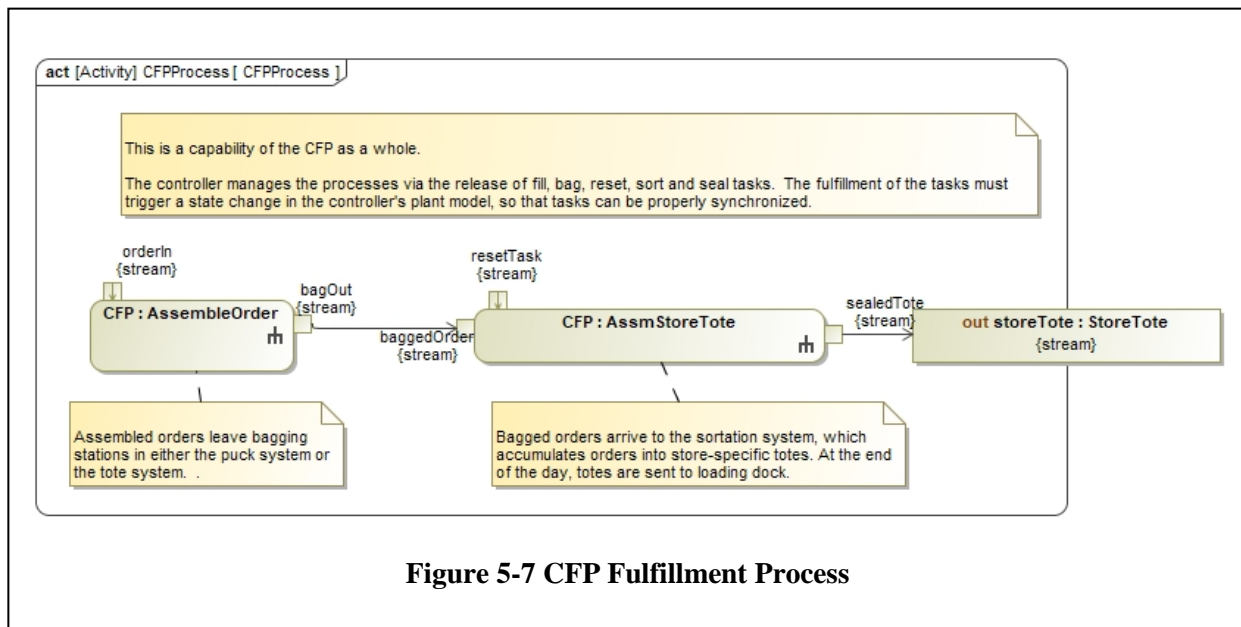 act [Activity] CFPProcess [ CFPProcess ]
This is a capability of the CFP as a whole.
The controller manages the processes via the release of fill, bag, reset, sort and seal tasks.  The fulfillment of the tasks must
trigger a state change in the controller's plant model, so that tasks can be properly synchronized.
orderIn
{stream}
CFP : AssembleOrder
bagOut
{stream}
baggedOrder
{stream}
resetTask
{stream}
CFP : AssmStoreTote
sealedTote
{stream}
out storeTote : StoreTote
{stream}
Assembled orders leave bagging
stations in either the puck system or
the tote system.  .
Bagged orders arrive to the sortation system, which
accumulates orders into store-specific totes. At the end
of the day, totes are sent to loading dock.
Figure 5-7 CFP Fulfillment Process